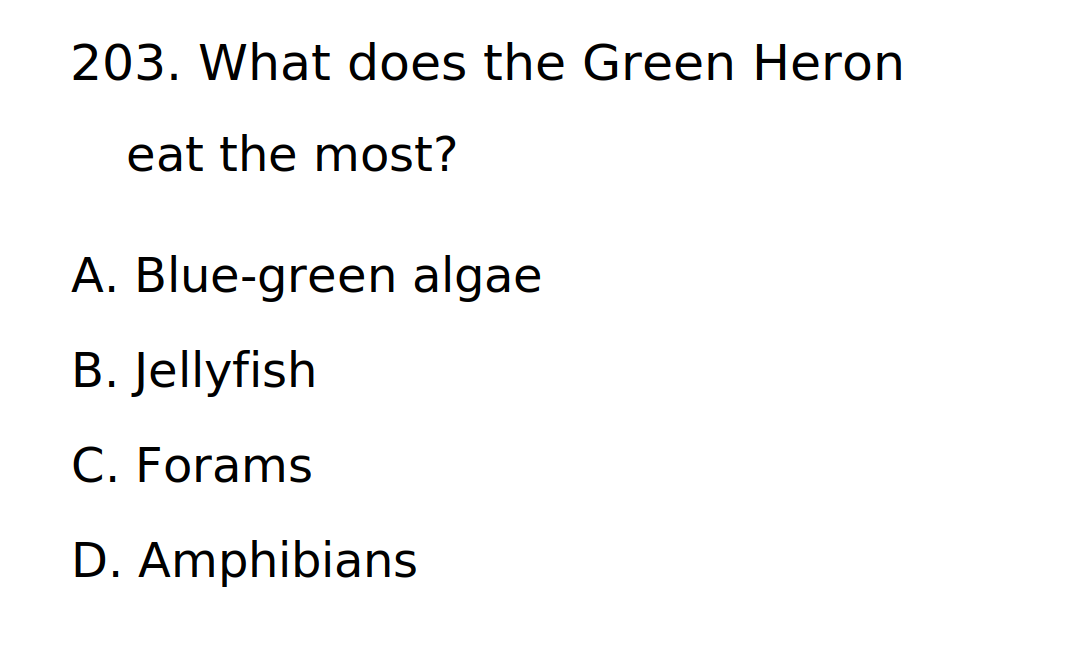 203. What does the Green Heron
eat the most?
A. Blue-green algae
B. Jellyfish
C. Forams
D. Amphibians